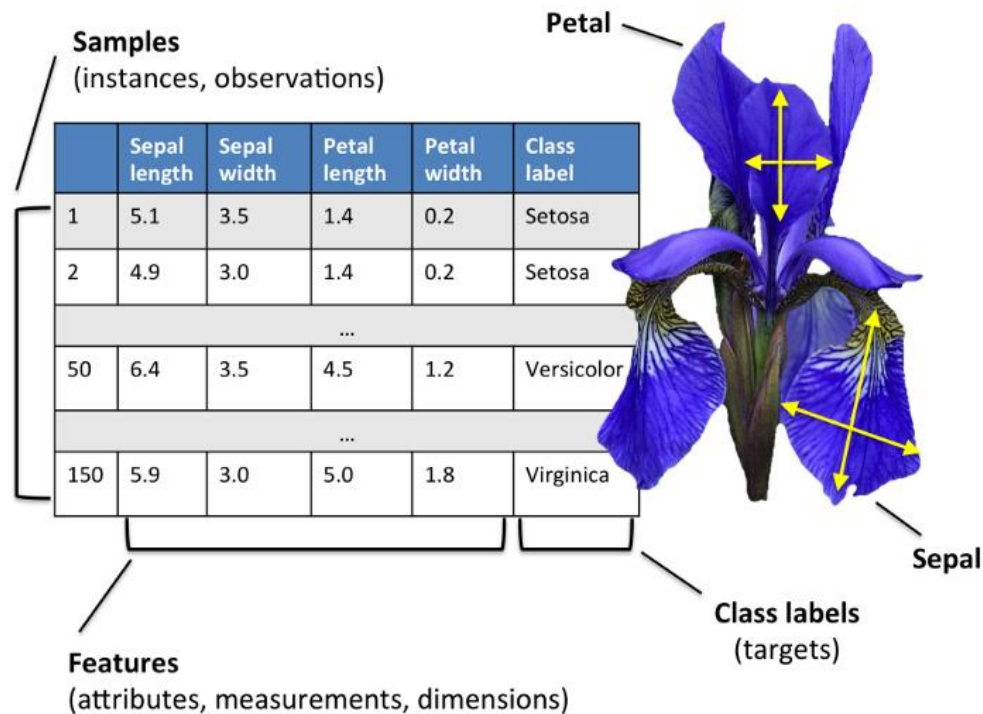 Samples
(instances, observations)
Petal
Sepal length Sepal width Petal length Petal width Class label
1 5.1 3.5 1.4 0.2 Setosa
2 4.9 3.0 1.4 0.2 Setosa
...
50 6.4 3.5 4.5 1.2 Versicolor
...
150 5.9 3.0 5.0 1.8 Virginica
Sepal
Class labels
(targets)
Features
(attributes, measurements, dimensions)